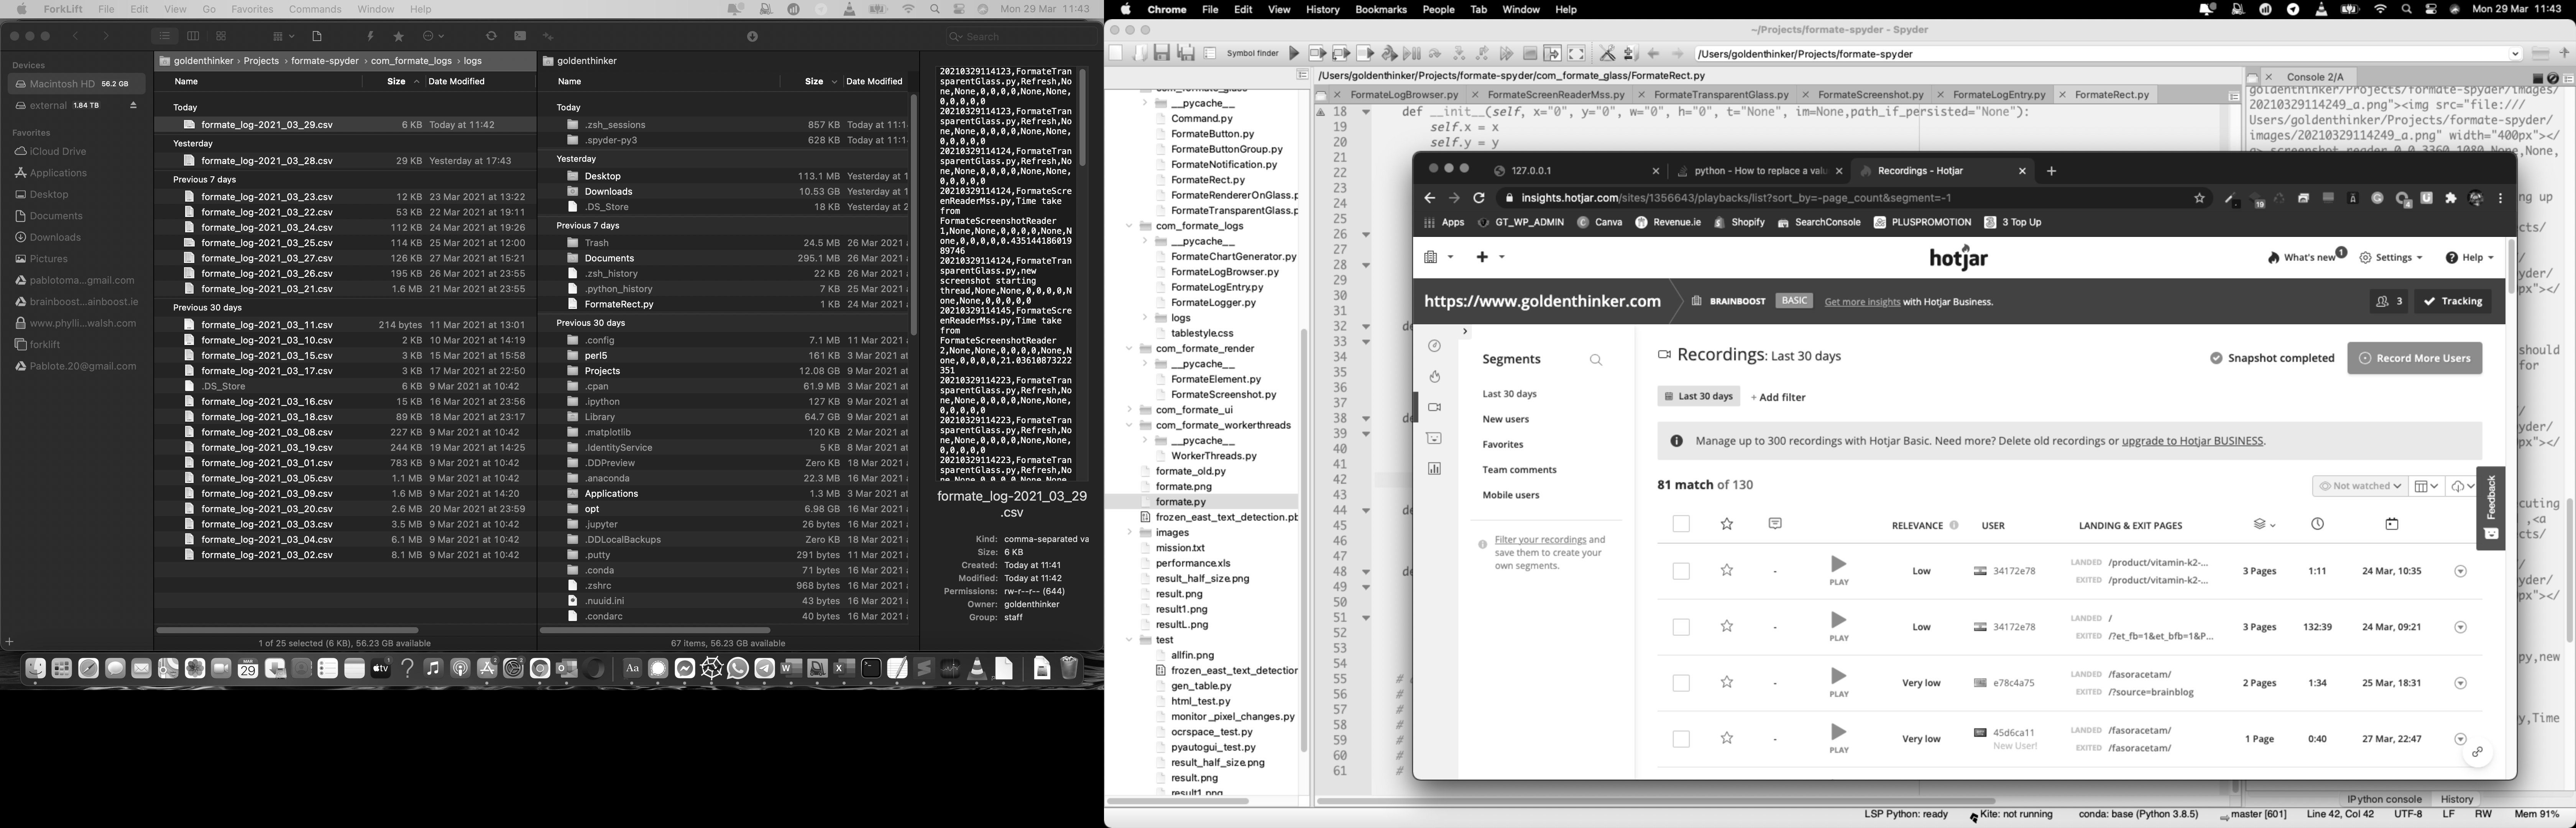 ForkLift File Edit View Go Favorites Commands Window Help
Mon 29 Mar 11:43
Search
Devices
Macintosh HD 56.2 GB
external 1.84 TB
Favorites
iCloud Drive
Applications
Desktop
Documents
Downloads
Pictures
pablotoma...gmail.com
brainboost...ainboost.ie
www.phylli...walsh.com
forklift
Pablote.20@gmail.com
goldenthinker › Projects › formate-spyder › com_formate_logs › logs
Name Size Date Modified
Today
formate_log-2021_03_29.csv 6 KB Today at 11:42
Yesterday
formate_log-2021_03_28.csv 29 KB Yesterday at 17:43
Previous 7 days
formate_log-2021_03_23.csv 12 KB 23 Mar 2021 at 13:22
formate_log-2021_03_22.csv 53 KB 22 Mar 2021 at 19:11
formate_log-2021_03_24.csv 112 KB 24 Mar 2021 at 19:26
formate_log-2021_03_25.csv 114 KB 25 Mar 2021 at 12:00
formate_log-2021_03_27.csv 126 KB 27 Mar 2021 at 15:21
formate_log-2021_03_26.csv 195 KB 26 Mar 2021 at 23:55
formate_log-2021_03_21.csv 1.6 MB 21 Mar 2021 at 23:55
Previous 30 days
formate_log-2021_03_11.csv 214 bytes 11 Mar 2021 at 13:01
formate_log-2021_03_10.csv 2 KB 10 Mar 2021 at 14:19
formate_log-2021_03_15.csv 3 KB 15 Mar 2021 at 15:58
formate_log-2021_03_17.csv 3 KB 17 Mar 2021 at 22:50
.DS_Store 6 KB 9 Mar 2021 at 10:42
formate_log-2021_03_16.csv 15 KB 16 Mar 2021 at 23:56
formate_log-2021_03_18.csv 89 KB 18 Mar 2021 at 23:17
formate_log-2021_03_08.csv 227 KB 9 Mar 2021 at 10:42
formate_log-2021_03_19.csv 244 KB 19 Mar 2021 at 14:25
formate_log-2021_03_01.csv 783 KB 9 Mar 2021 at 10:42
formate_log-2021_03_05.csv 1.1 MB 9 Mar 2021 at 10:42
formate_log-2021_03_09.csv 1.6 MB 9 Mar 2021 at 14:20
formate_log-2021_03_20.csv 2.6 MB 20 Mar 2021 at 23:59
formate_log-2021_03_03.csv 3.5 MB 9 Mar 2021 at 10:42
formate_log-2021_03_04.csv 6.1 MB 9 Mar 2021 at 10:42
formate_log-2021_03_02.csv 8.1 MB 9 Mar 2021 at 10:42
1 of 25 selected (6 KB), 56.23 GB available
goldenthinker
Name Size Date Modified
Today
.zsh_sessions 857 KB Today at 11:1
.spyder-py3 628 KB Today at 11:1
Yesterday
Desktop 113.1 MB Yesterday at 1
Downloads 10.53 GB Yesterday at 1
.DS_Store 18 KB Yesterday at 2
Previous 7 days
Trash 24.5 MB 26 Mar 2021
Documents 295.1 MB 26 Mar 2021
.zsh_history 22 KB 26 Mar 2021
.python_history 7 KB 25 Mar 2021
FormateRect.py 1 KB 24 Mar 2021
Previous 30 days
.config 7.1 MB 11 Mar 2021
perl5 161 KB 3 Mar 2021
Projects 12.08 GB 9 Mar 2021
.cpan 61.9 MB 3 Mar 2021
.ipython 127 KB 9 Mar 2021
Library 64.7 GB 9 Mar 2021
.matplotlib 120 KB 2 Mar 2021
.IdentityService 5 KB 8 Mar 2021
.DDPreview Zero KB 18 Mar 2021
.anaconda 22.3 MB 16 Mar 2021
Applications 1.3 MB 3 Mar 2021
opt 6.98 GB 16 Mar 2021
.jupyter 26 bytes 16 Mar 2021
.DDLocalBackups Zero KB 18 Mar 2021
.putty 291 bytes 11 Mar 2021
.conda 71 bytes 16 Mar 2021
.zshrc 968 bytes 16 Mar 2021
.nuuid.ini 43 bytes 16 Mar 2021
.condarc 40 bytes 16 Mar 2021
67 items, 56.23 GB available
20210329114123,FormateTran
sparentGlass.py,Refresh,No
ne,None,0,0,0,0,None,None,
0,0,0,0,0
20210329114123,FormateTran
sparentGlass.py,Refresh,No
ne,None,0,0,0,0,None,None,
0,0,0,0,0
20210329114124,FormateTran
sparentGlass.py,Refresh,No
ne,None,0,0,0,0,None,None,
0,0,0,0,0
20210329114124,FormateScre
enReaderMss.py,Time take
from
FormateScreenshotReader
1,None,None,0,0,0,0,None,N
one,0,0,0,0,0.435144186019
89746
20210329114124,FormateTran
sparentGlass.py,new
screenshot starting
thread,None,None,0,0,0,0,N
one,None,0,0,0,0,0
20210329114145,FormateScre
enReaderMss.py,Time take
from
FormateScreenshotReader
2,None,None,0,0,0,0,None,N
one,0,0,0,0,21.03610873222
351
20210329114223,FormateTran
sparentGlass.py,Refresh,No
ne,None,0,0,0,0,None,None,
0,0,0,0,0
20210329114223,FormateTran
sparentGlass.py,Refresh,No
ne,None,0,0,0,0,None,None,
0,0,0,0,0
20210329114223,FormateTran
sparentGlass.py,Refresh,No
formate_log-2021_03_29
.csv
Kind: comma-separated va
Size: 6 KB
Created: Today at 11:41
Modified: Today at 11:42
Permissions: rw-r--r-- (644)
Owner: goldenthinker
Group: staff
Chrome File Edit View History Bookmarks People Tab Window Help
Mon 29 Mar 11:43
~/Projects/formate-spyder - Spyder
Symbol finder
/Users/goldenthinker/Projects/formate-spyder
/Users/goldenthinker/Projects/formate-spyder/com_formate_glass/FormateRect.py
FormateLogBrowser.py FormateScreenReaderMss.py FormateTransparentGlass.py FormateScreenshot.py FormateLogEntry.py FormateRect.py
Console 2/A
__pycache__
Command.py
FormateButton.py
FormateButtonGroup.py
FormateNotification.py
FormateRect.py
FormateRendererOnGlass.p
FormateTransparentGlass.p
com_formate_logs
__pycache__
FormateChartGenerator.py
FormateLogBrowser.py
FormateLogEntry.py
FormateLogger.py
logs
tablestyle.css
com_formate_render
__pycache__
FormateElement.py
FormateScreenshot.py
com_formate_ui
com_formate_workerthreads
__pycache__
WorkerThreads.py
formate_old.py
formate.png
formate.py
frozen_east_text_detection.pb
images
mission.txt
performance.xls
result_half_size.png
result.png
result1.png
resultL.png
test
allfin.png
frozen_east_text_detection
gen_table.py
html_test.py
monitor_pixel_changes.py
ocrspace_test.py
pyautogui_test.py
result_half_size.png
result.png
result1.png
18 def __init__(self, x="0", y="0", w="0", h="0", t="None", im=None,path_if_persisted="None"):
19 self.x = x
20 self.y = y
21
22
23
24
25
26
27
28
29
30
31
32 de
33
34
35
36
37
38 de
39
40
41
42
43
44 de
45
46
47
48 de
49
50
51
52
53
54
55 #
56 #
57 #
58 #
59 #
60 #
61 #
goldenthinker/Projects/formate-spyder/images/
20210329114249_a.png"><img src="file:///
Users/goldenthinker/Projects/formate-spyder/
images/20210329114249_a.png" width="400px"></
a>,screenshot_reader,0,0,3360,1080,None,None,
127.0.0.1
python - How to replace a valu
Recordings - Hotjar
insights.hotjar.com/sites/1356643/playbacks/list?sort_by=-page_count&segment=-1
Apps GT_WP_ADMIN Canva Revenue.ie Shopify SearchConsole PLUSPROMOTION 3 Top Up
hotjar
What's new 1 Settings Help
https://www.goldenthinker.com
BRAINBOOST BASIC Get more insights with Hotjar Business.
3 Tracking
Segments
Last 30 days
New users
Favorites
Team comments
Mobile users
Filter your recordings and
save them to create your
own segments.
Recordings: Last 30 days
Snapshot completed
Record More Users
Last 30 days + Add filter
Manage up to 300 recordings with Hotjar Basic. Need more? Delete old recordings or upgrade to Hotjar BUSINESS.
81 match of 130
Not watched
RELEVANCE USER LANDING & EXIT PAGES
PLAY Low 34172e78 LANDED /product/vitamin-k2-... EXITED /product/vitamin-k2-... 3 Pages 1:11 24 Mar, 10:35
PLAY Low 34172e78 LANDED / EXITED /?et_fb=1&et_bfb=1&P... 3 Pages 132:39 24 Mar, 09:21
PLAY Very low e78c4a75 LANDED /fasoracetam/ EXITED /?source=brainblog 2 Pages 1:34 25 Mar, 18:31
PLAY Very low 45d6ca11 New User! LANDED /fasoracetam/ EXITED /fasoracetam/ 1 Page 0:40 27 Mar, 22:47
Feedback
IPython console History
LSP Python: ready Kite: not running conda: base (Python 3.8.5) master [601] Line 42, Col 42 UTF-8 LF RW Mem 91%